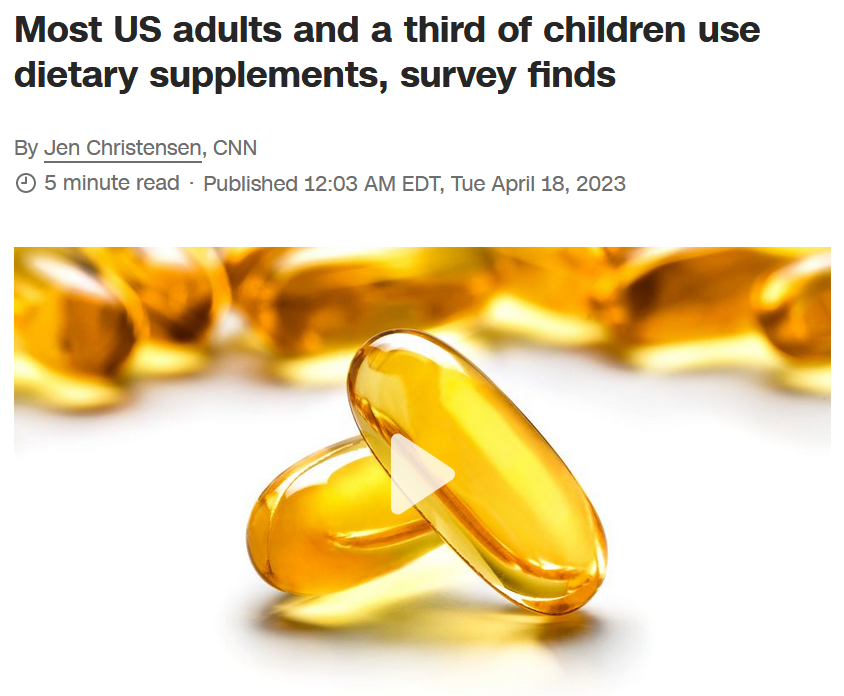 Most US adults and a third of children use
dietary supplements, survey finds
By Jen Christensen, CNN
5 minute read · Published 12:03 AM EDT, Tue April 18, 2023